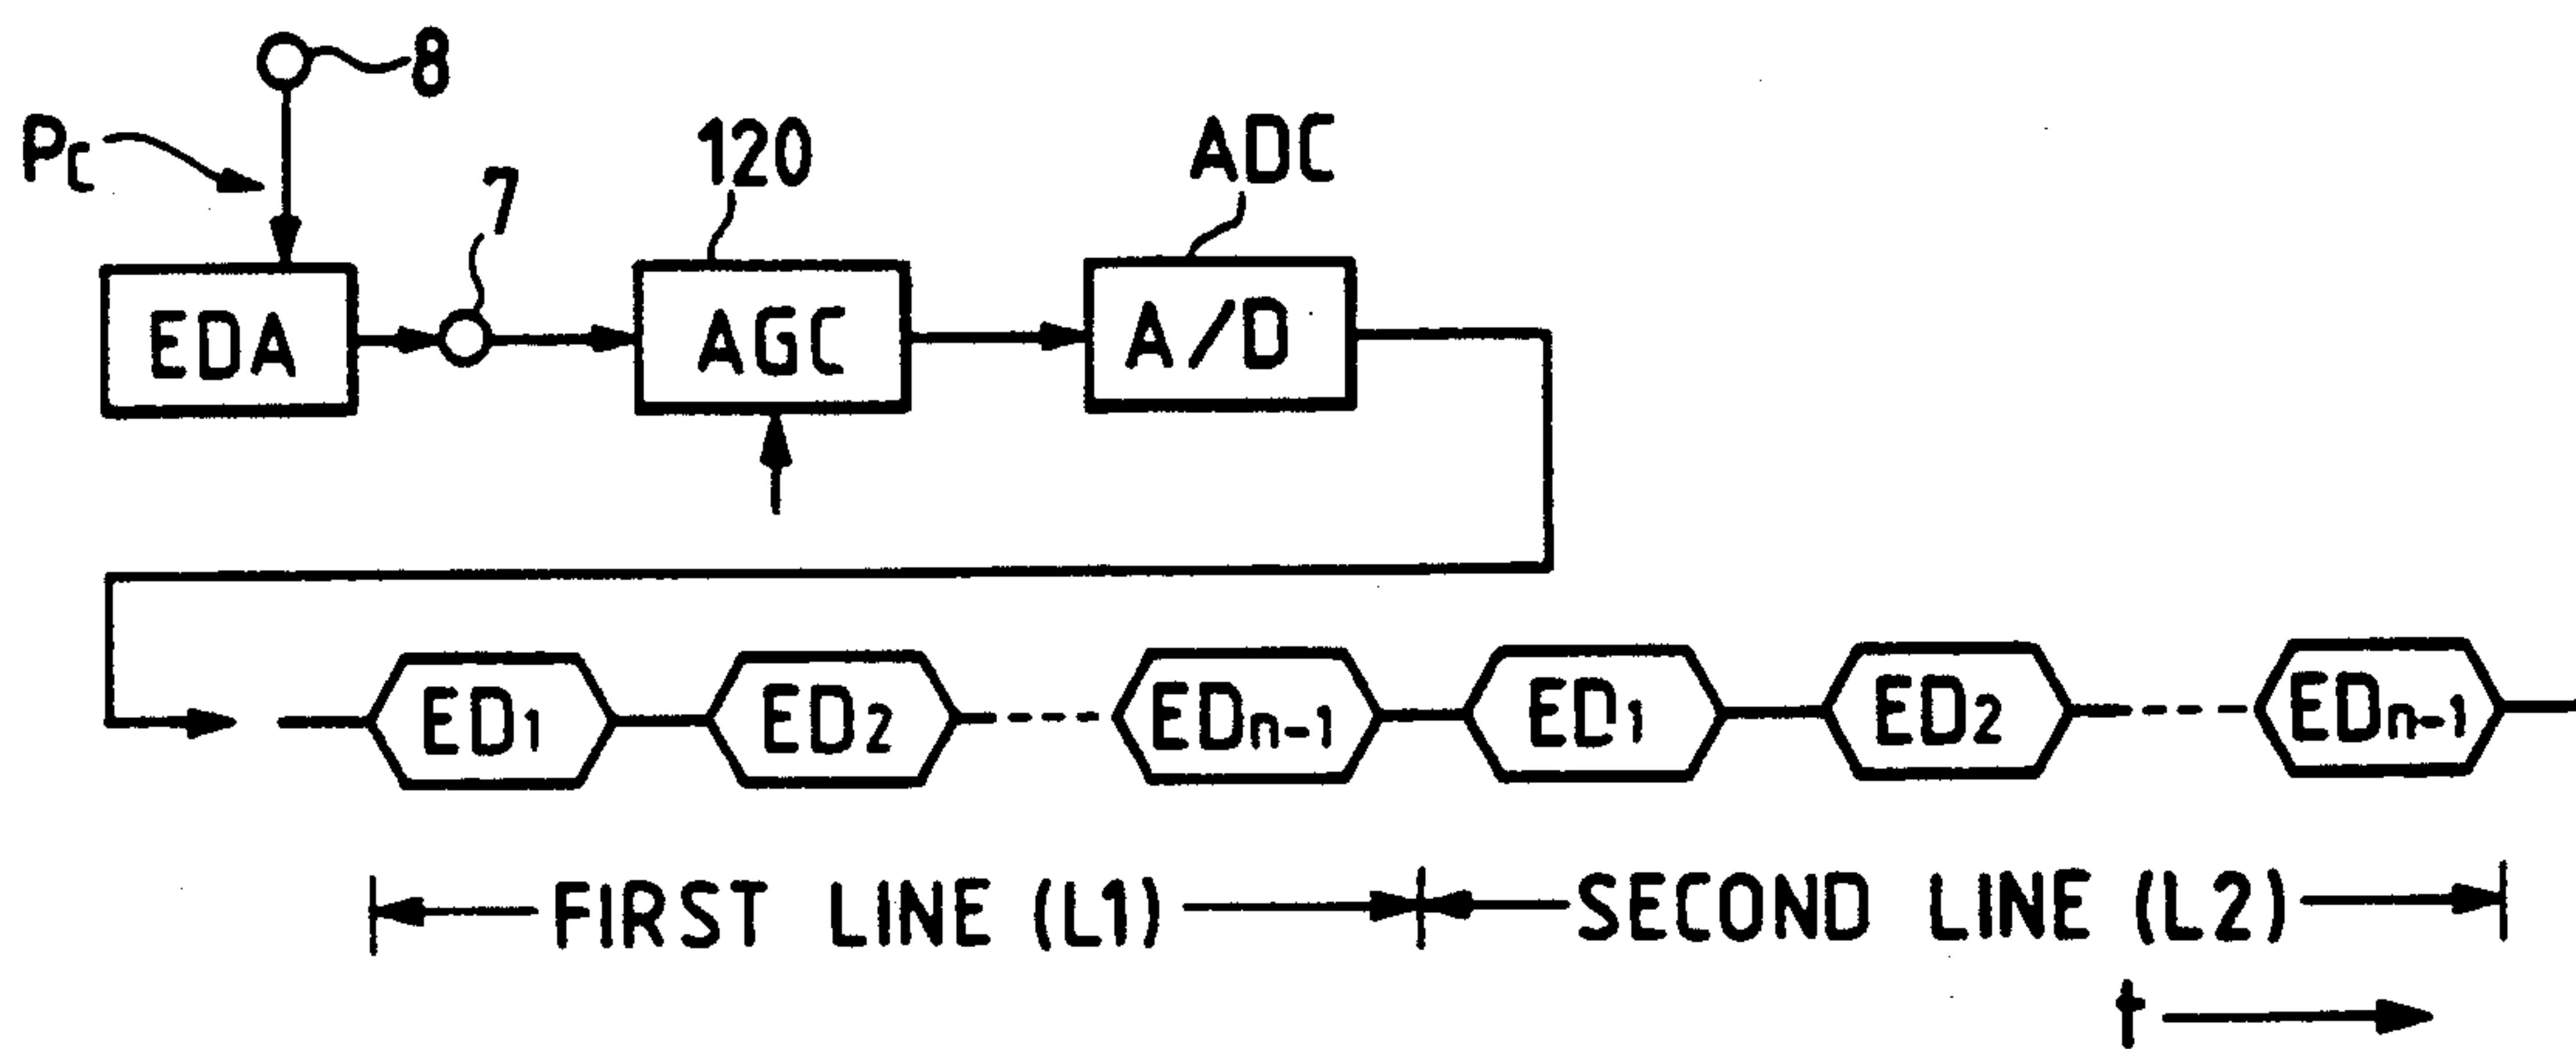 8
PC
120
ADC
7
EDA
AGC
A/D
ED1 ED2 EDn-1 ED1 ED2 EDn-1
FIRST LINE (L1) SECOND LINE (L2)
t